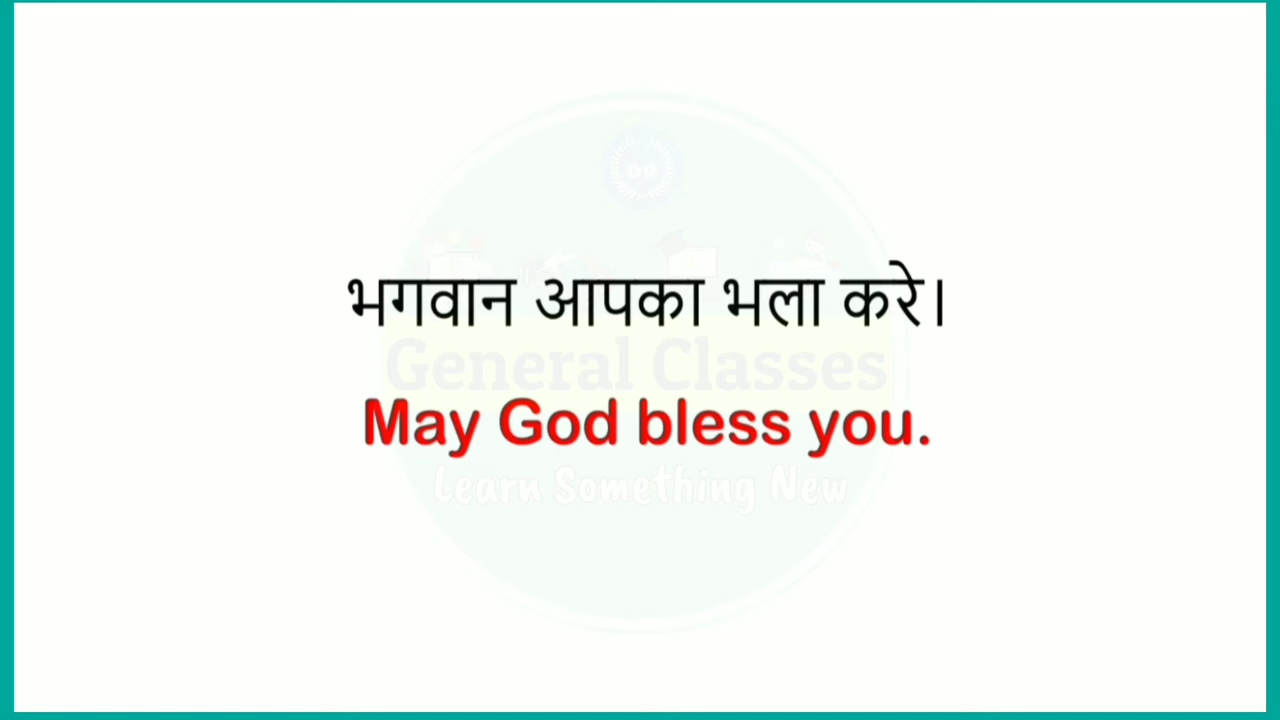 भगवान आपका भला करे।
General Classes
May God bless you.
Learn Something New